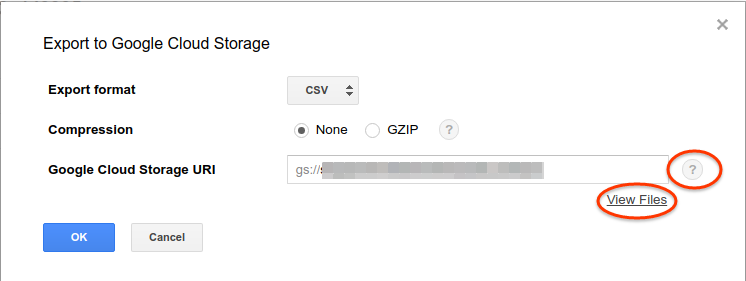 ×
Export to Google Cloud Storage
Export format CSV
Compression None GZIP ?
Google Cloud Storage URI gs:// ?
View Files
OK Cancel